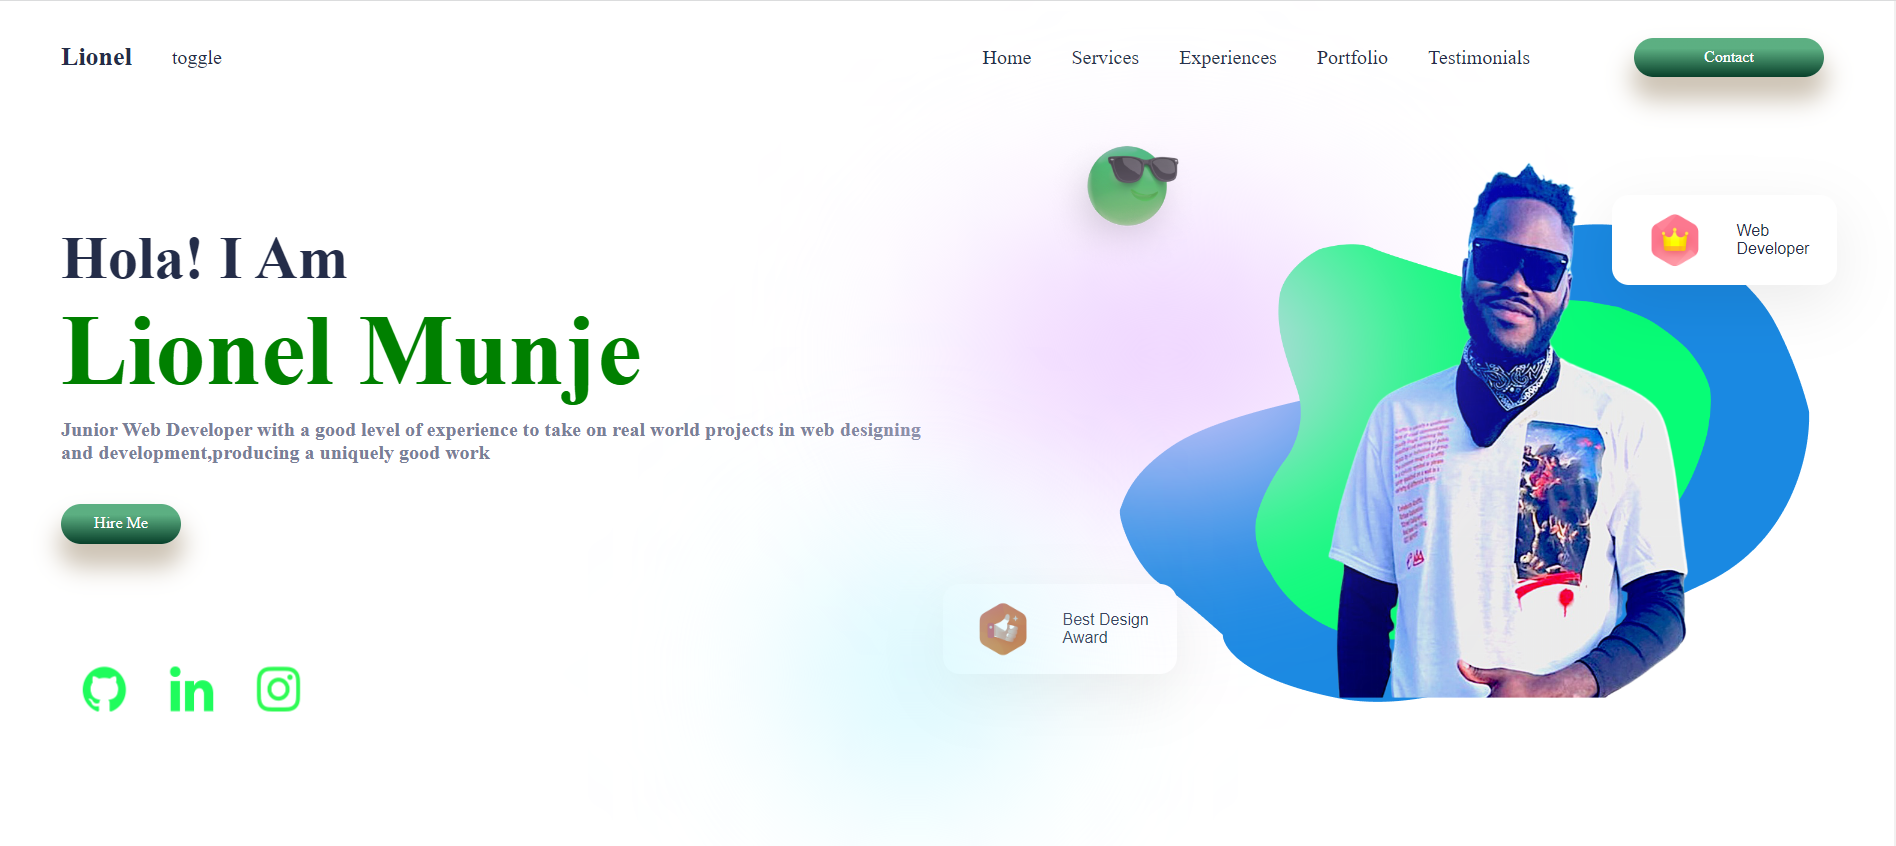 Lionel
toggle
Home
Services
Experiences
Portfolio
Testimonials
Contact
Hola! I Am
Lionel Munje
Junior Web Developer with a good level of experience to take on real world projects in web designing
and development,producing a uniquely good work
Hire Me
Web
Developer
Best Design
Award
in